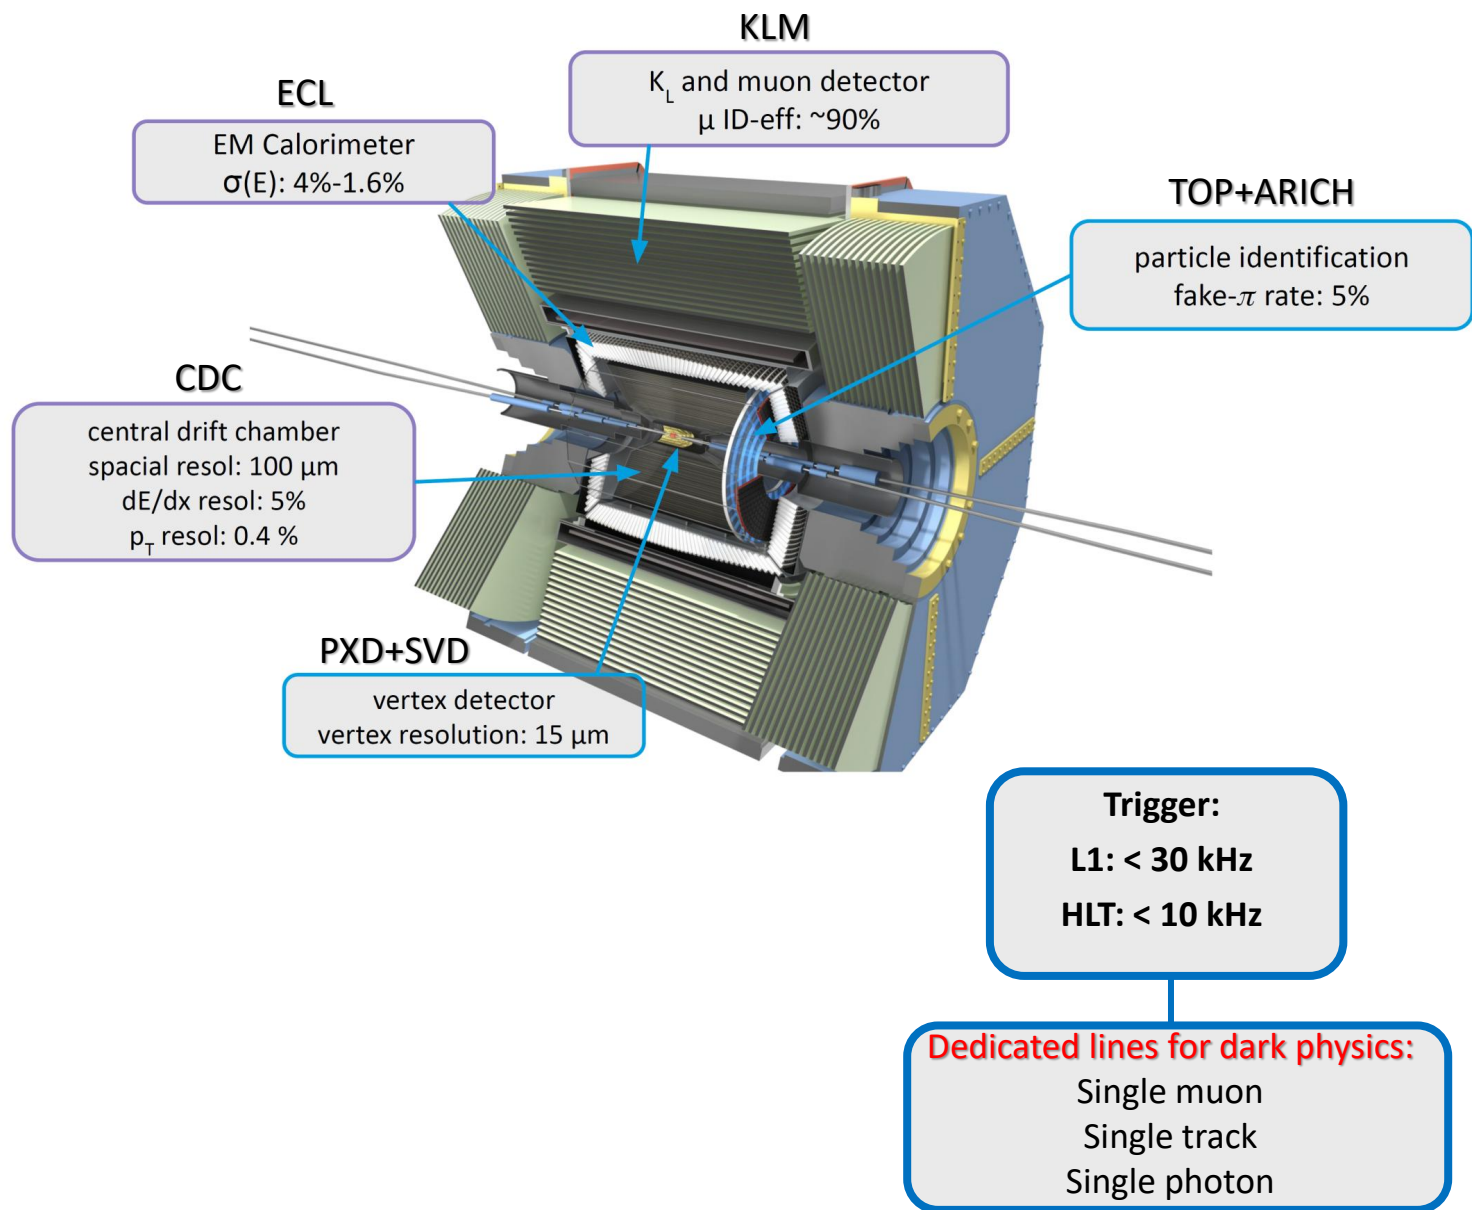 KLM
K_L and muon detector
μ ID-eff: ~90%
ECL
EM Calorimeter
σ(E): 4%-1.6%
TOP+ARICH
particle identification
fake-π rate: 5%
CDC
central drift chamber
spacial resol: 100 μm
dE/dx resol: 5%
p_T resol: 0.4 %
PXD+SVD
vertex detector
vertex resolution: 15 μm
Trigger:
L1: < 30 kHz
HLT: < 10 kHz
Dedicated lines for dark physics:
Single muon
Single track
Single photon